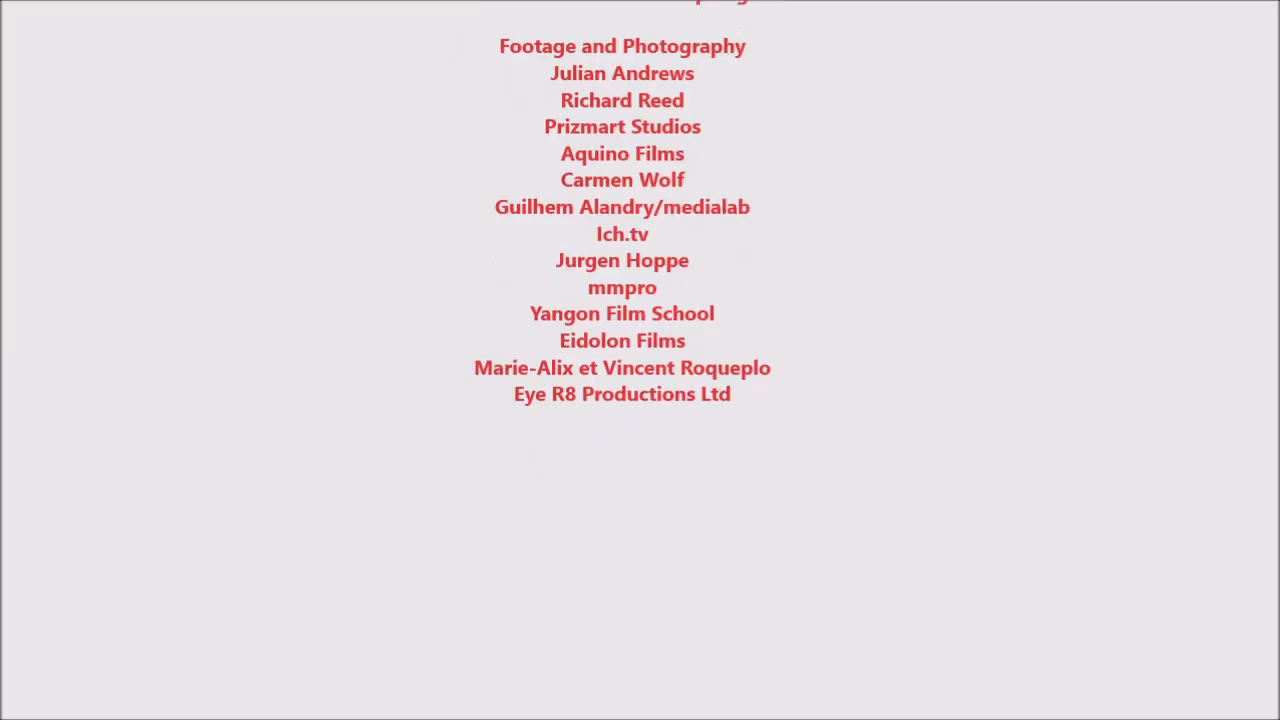 Footage and Photography
Julian Andrews
Richard Reed
Prizmart Studios
Aquino Films
Carmen Wolf
Guilhem Alandry/medialab
Ich.tv
Jurgen Hoppe
mmpro
Yangon Film School
Eidolon Films
Marie-Alix et Vincent Roqueplo
Eye R8 Productions Ltd